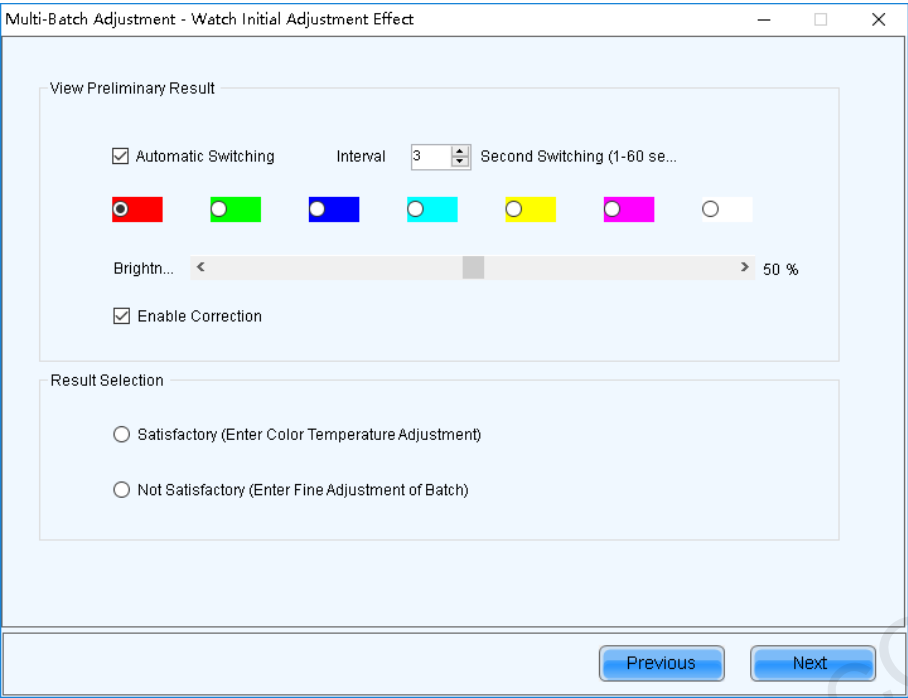 Multi-Batch Adjustment - Watch Initial Adjustment Effect
View Preliminary Result
Automatic Switching Interval 3 Second Switching (1-60 se...
Brightn... 50 %
Enable Correction
Result Selection
Satisfactory (Enter Color Temperature Adjustment)
Not Satisfactory (Enter Fine Adjustment of Batch)
Previous Next